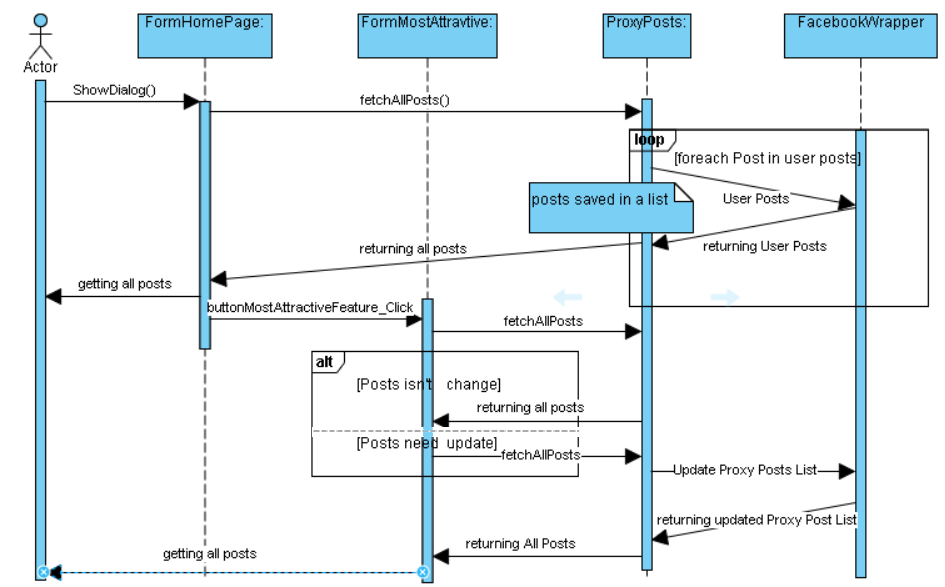 FormHomePage:
FormMostAttravtive:
ProxyPosts:
FacebookWrapper
Actor
ShowDialog()
fetchAllPosts()
loop
[foreach Post in user posts]
posts saved in a list
User Posts
returning User Posts
returning all posts
getting all posts
buttonMostAttractiveFeature_Click
fetchAllPosts
alt
[Posts isn't change]
returning all posts
[Posts need update]
fetchAllPosts
Update Proxy Posts List
returning updated Proxy Post List
returning All Posts
getting all posts